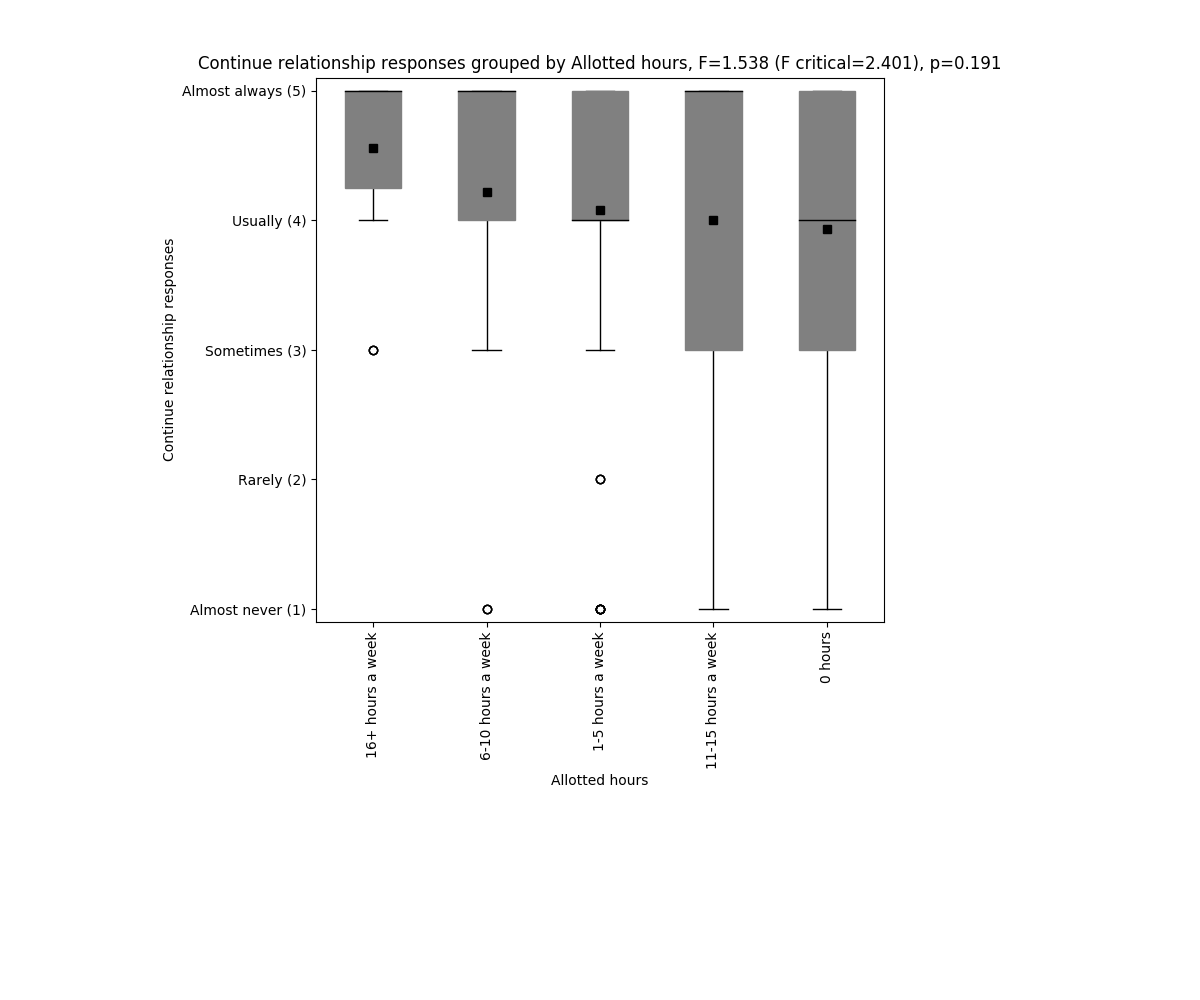 Continue relationship responses grouped by Allotted hours, F=1.538 (F critical=2.401), p=0.191
Almost always (5)
Usually (4)
Sometimes (3)
Rarely (2)
Almost never (1)
Continue relationship responses
16+ hours a week
6-10 hours a week
1-5 hours a week
11-15 hours a week
0 hours
Allotted hours